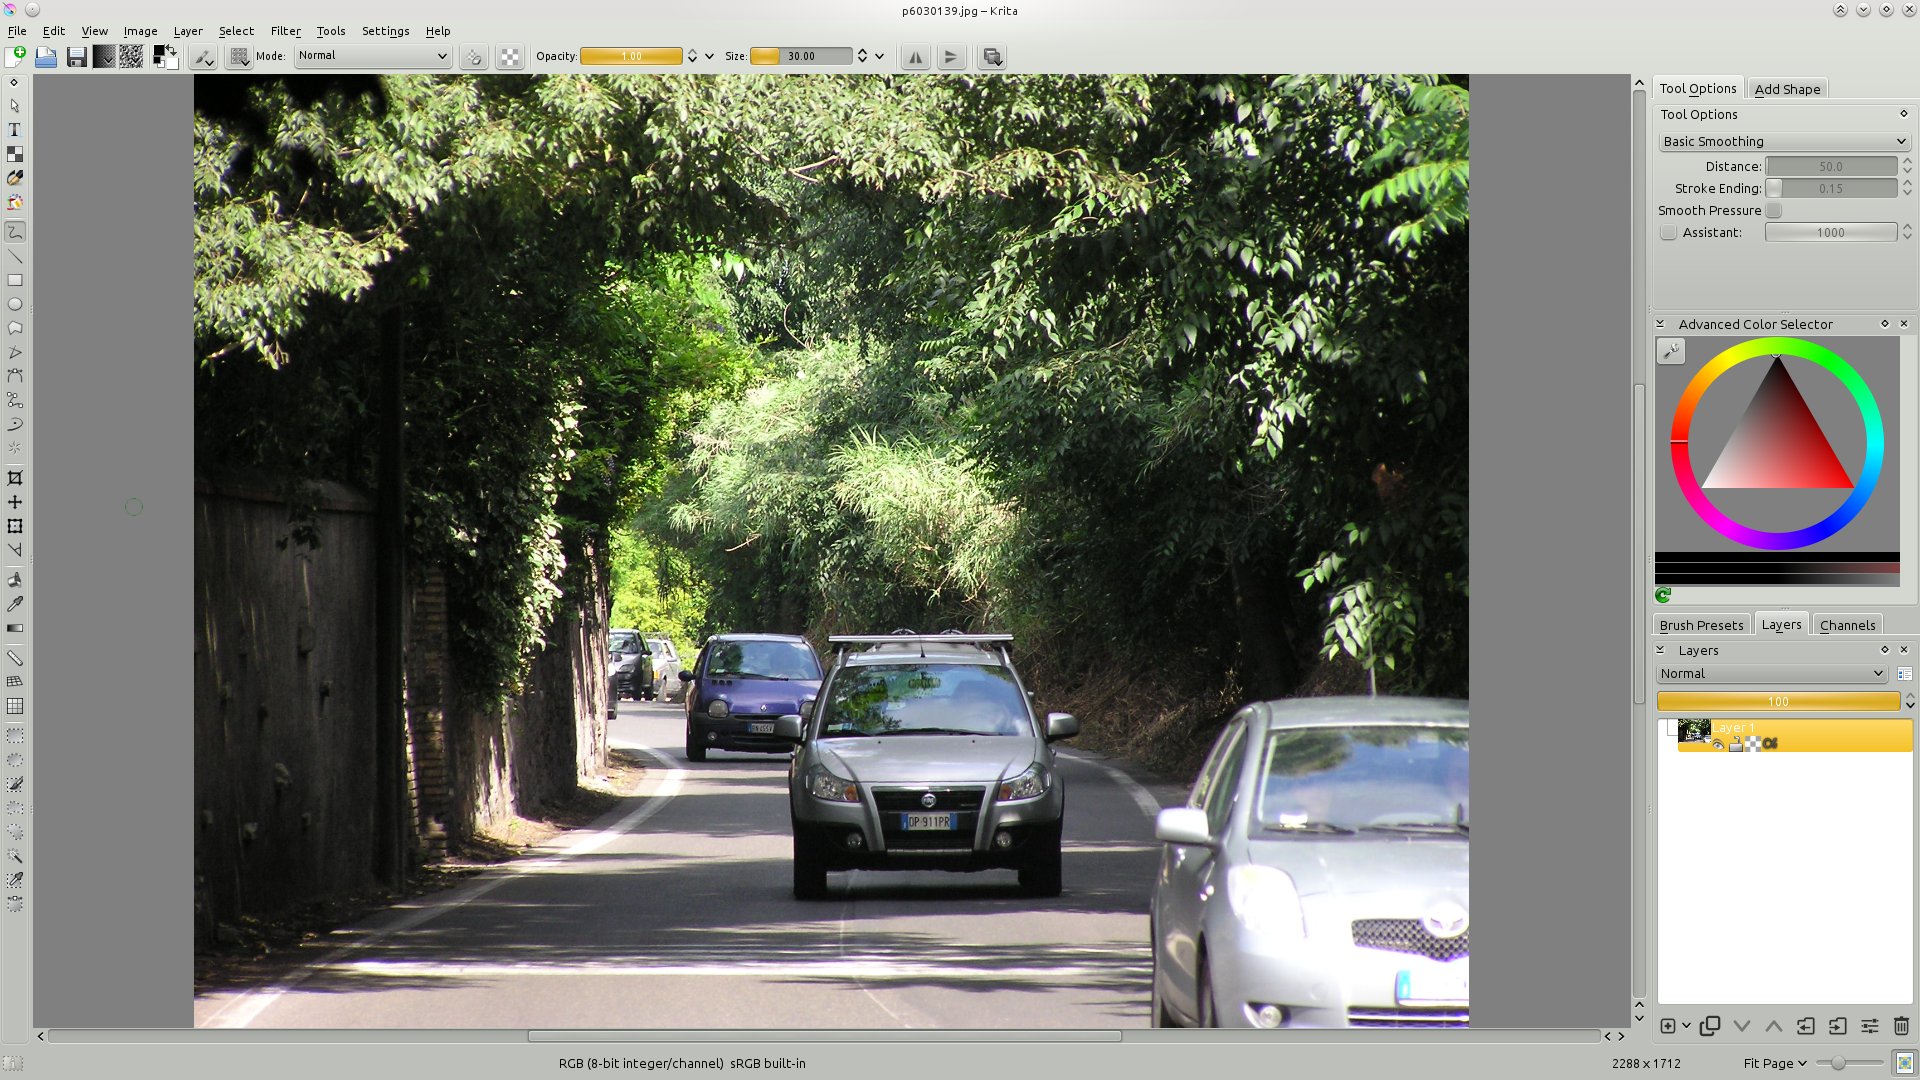 p6030139.jpg – Krita
File Edit View Image Layer Select Filter Tools Settings Help
Mode: Normal Opacity: 1.00 Size: 30.00
Tool Options Add Shape
Tool Options
Basic Smoothing
Distance: 50.0
Stroke Ending: 0.15
Smooth Pressure
Assistant: 1000
Advanced Color Selector
Brush Presets Layers Channels
Layers
Normal
100
Layer 1
DP 911PR
RGB (8-bit integer/channel) sRGB built-in
2288 x 1712 Fit Page